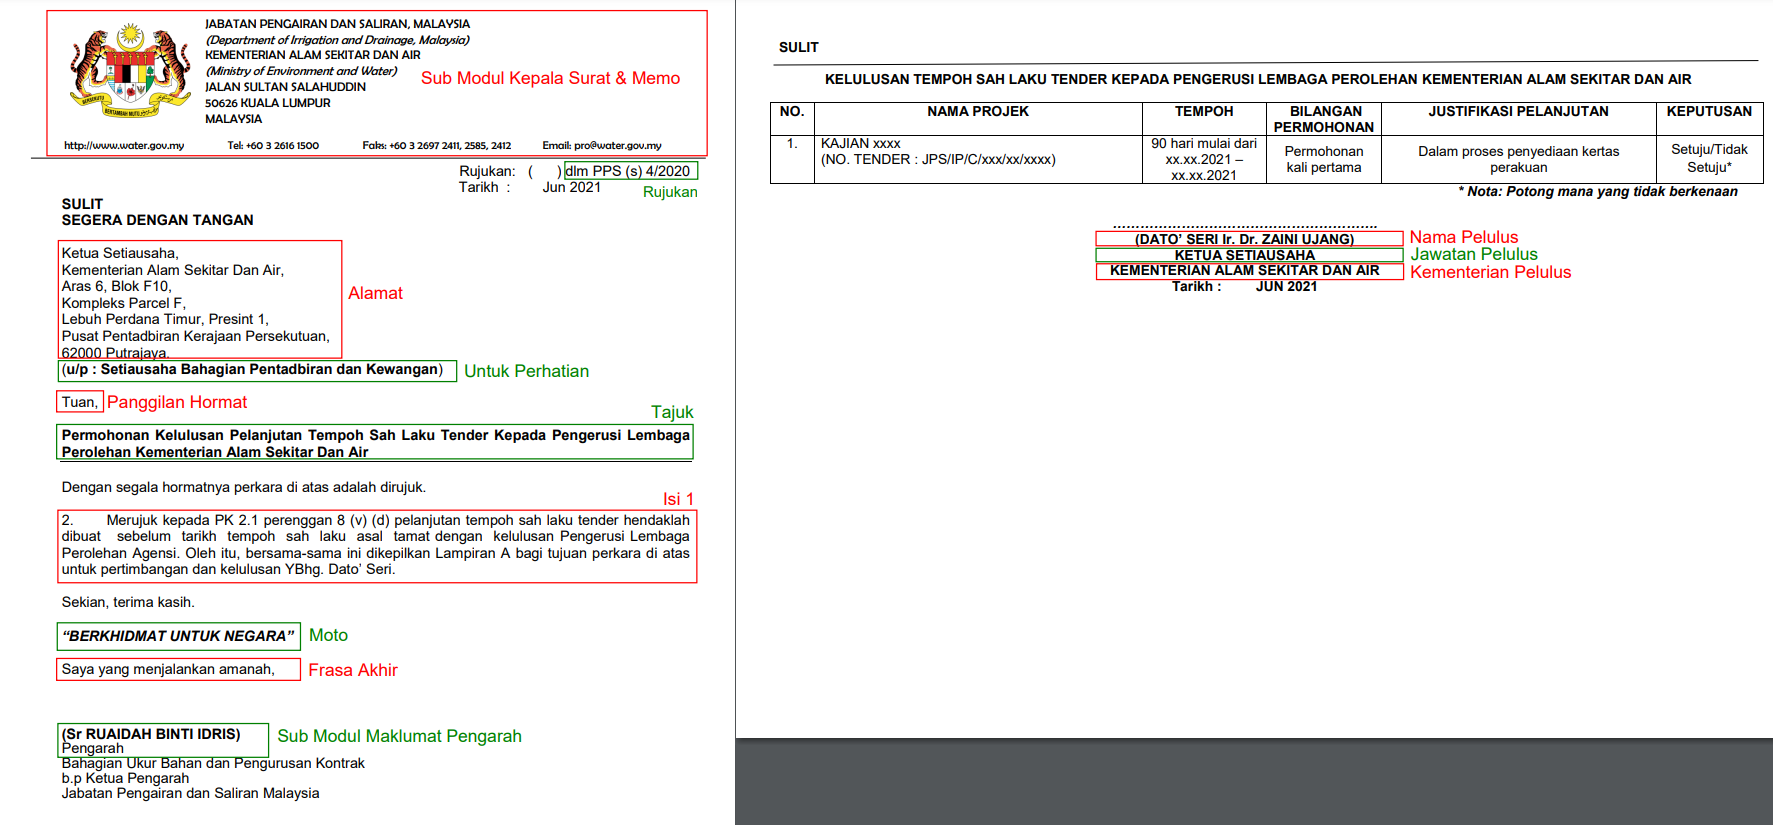 JABATAN PENGAIRAN DAN SALIRAN, MALAYSIA
(Department of Irrigation and Drainage, Malaysia)
KEMENTERIAN ALAM SEKITAR DAN AIR
(Ministry of Environment and Water)
Sub Modul Kepala Surat & Memo
JALAN SULTAN SALAHUDDIN
50626 KUALA LUMPUR
MALAYSIA
BERSEKUTU BERTAMBAH MUTU
http://www.water.gov.my Tel: +60 3 2616 1500 Faks: +60 3 2697 2411, 2585, 2412 Email: pro@water.gov.my
Rujukan: ( ) dlm PPS (s) 4/2020
Tarikh : Jun 2021
Rujukan
SULIT
SEGERA DENGAN TANGAN
Ketua Setiausaha,
Kementerian Alam Sekitar Dan Air,
Aras 6, Blok F10,
Kompleks Parcel F,
Lebuh Perdana Timur, Presint 1,
Pusat Pentadbiran Kerajaan Persekutuan,
62000 Putrajaya.
Alamat
(u/p : Setiausaha Bahagian Pentadbiran dan Kewangan)
Untuk Perhatian
Tuan,
Panggilan Hormat
Tajuk
Permohonan Kelulusan Pelanjutan Tempoh Sah Laku Tender Kepada Pengerusi Lembaga
Perolehan Kementerian Alam Sekitar Dan Air
Dengan segala hormatnya perkara di atas adalah dirujuk.
Isi 1
2. Merujuk kepada PK 2.1 perenggan 8 (v) (d) pelanjutan tempoh sah laku tender hendaklah
dibuat sebelum tarikh tempoh sah laku asal tamat dengan kelulusan Pengerusi Lembaga
Perolehan Agensi. Oleh itu, bersama-sama ini dikepilkan Lampiran A bagi tujuan perkara di atas
untuk pertimbangan dan kelulusan YBhg. Dato’ Seri.
Sekian, terima kasih.
“BERKHIDMAT UNTUK NEGARA”
Moto
Saya yang menjalankan amanah,
Frasa Akhir
(Sr RUAIDAH BINTI IDRIS)
Pengarah
Sub Modul Maklumat Pengarah
Bahagian Ukur Bahan dan Pengurusan Kontrak
b.p Ketua Pengarah
Jabatan Pengairan dan Saliran Malaysia
SULIT
KELULUSAN TEMPOH SAH LAKU TENDER KEPADA PENGERUSI LEMBAGA PEROLEHAN KEMENTERIAN ALAM SEKITAR DAN AIR
NO. NAMA PROJEK TEMPOH BILANGAN PERMOHONAN JUSTIFIKASI PELANJUTAN KEPUTUSAN
1.
KAJIAN xxxx
(NO. TENDER : JPS/IP/C/xxx/xx/xxxx)
90 hari mulai dari
xx.xx.2021 –
xx.xx.2021
Permohonan
kali pertama
Dalam proses penyediaan kertas
perakuan
Setuju/Tidak
Setuju*
* Nota: Potong mana yang tidak berkenaan
(DATO’ SERI Ir. Dr. ZAINI UJANG)
Nama Pelulus
KETUA SETIAUSAHA
Jawatan Pelulus
KEMENTERIAN ALAM SEKITAR DAN AIR
Kementerian Pelulus
Tarikh : JUN 2021